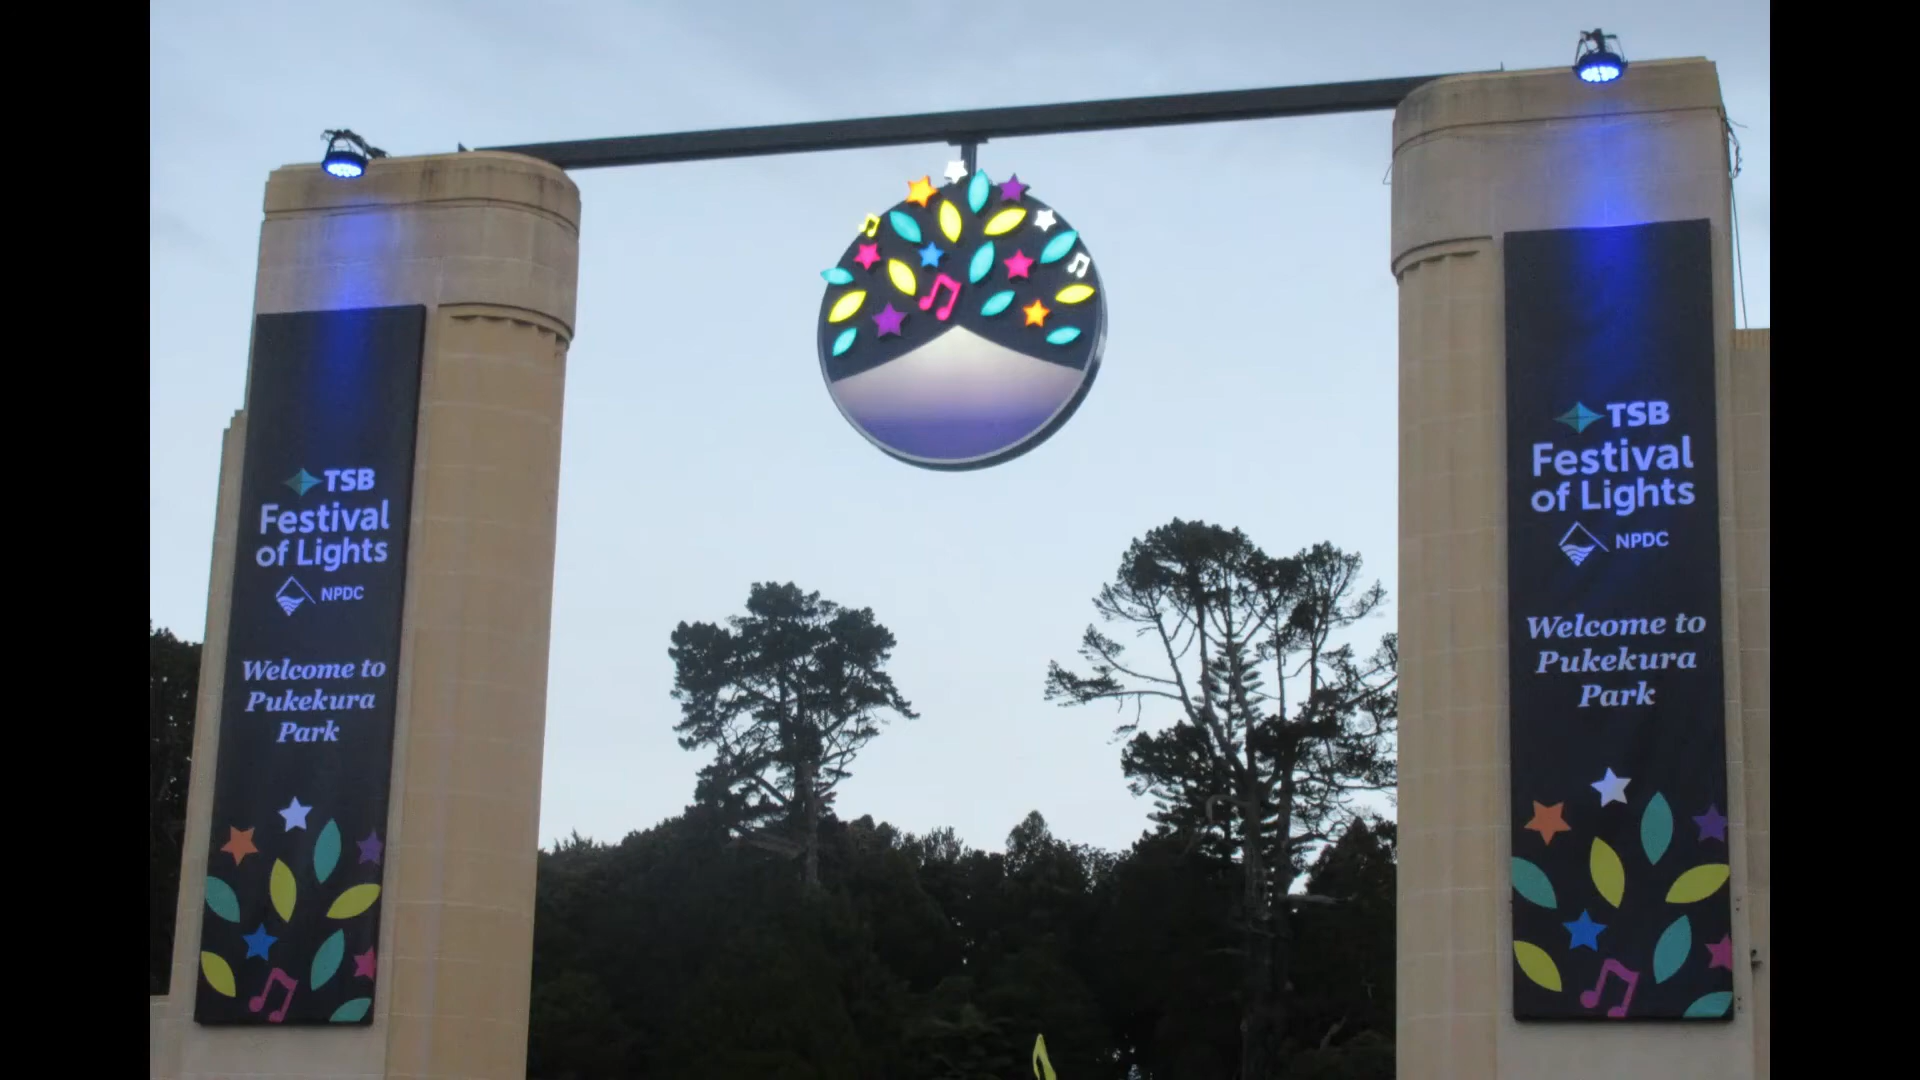 TSB
Festival
of Lights
NPDC
Welcome to
Pukekura
Park
TSB
Festival
of Lights
NPDC
Welcome to
Pukekura
Park